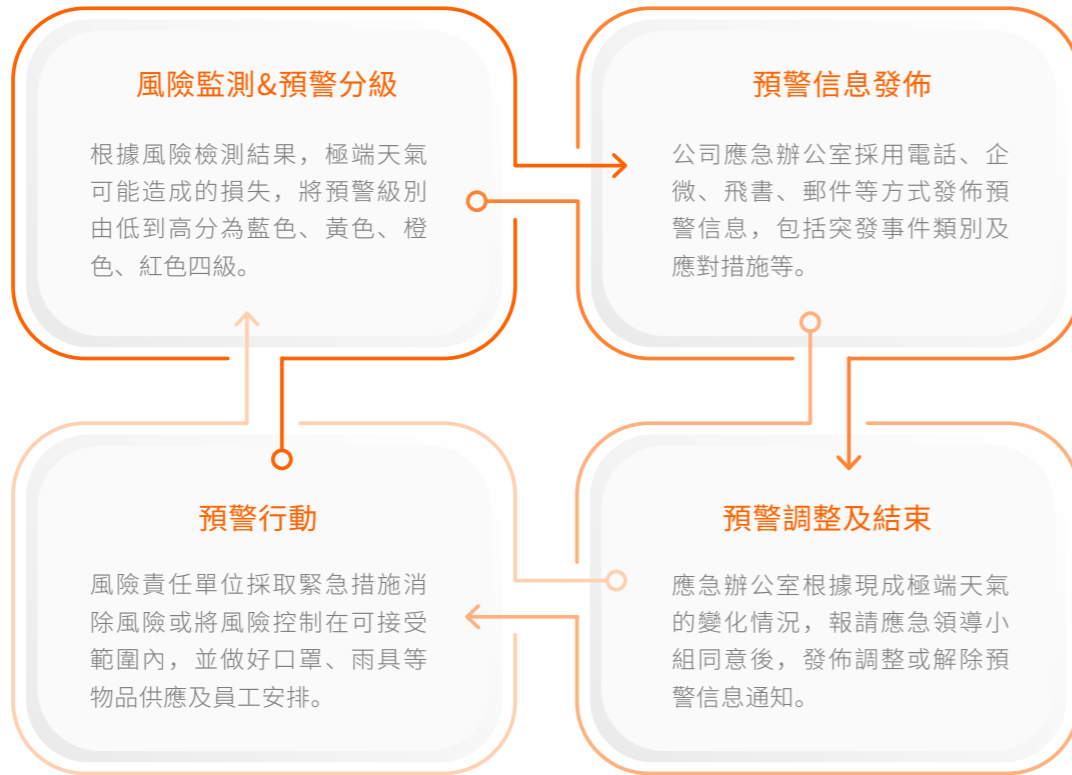 風險監測&預警分級
根據風險檢測結果，極端天氣
可能造成的損失，將預警級別
由低到高分為藍色、黃色、橙
色、紅色四級。
預警信息發佈
公司應急辦公室採用電話、企
微、飛書、郵件等方式發佈預
警信息，包括突發事件類別及
應對措施等。
預警行動
風險責任單位採取緊急措施消
除風險或將風險控制在可接受
範圍內，並做好口罩、雨具等
物品供應及員工安排。
預警調整及結束
應急辦公室根據現成極端天氣
的變化情況，報請應急領導小
組同意後，發佈調整或解除預
警信息通知。